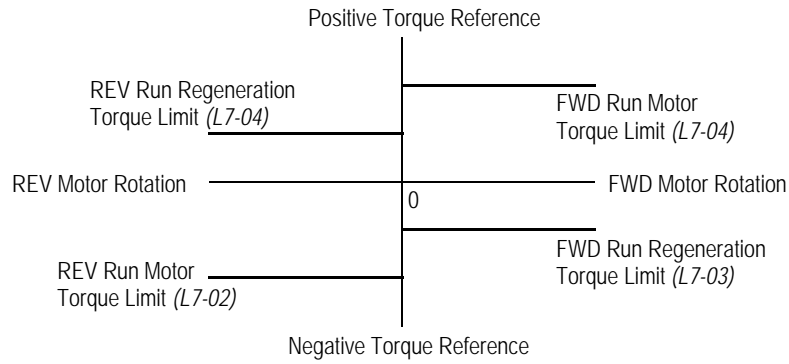 Positive Torque Reference
REV Run Regeneration
Torque Limit (L7-04)
FWD Run Motor
Torque Limit (L7-04)
REV Motor Rotation
FWD Motor Rotation
0
REV Run Motor
Torque Limit (L7-02)
FWD Run Regeneration
Torque Limit (L7-03)
Negative Torque Reference